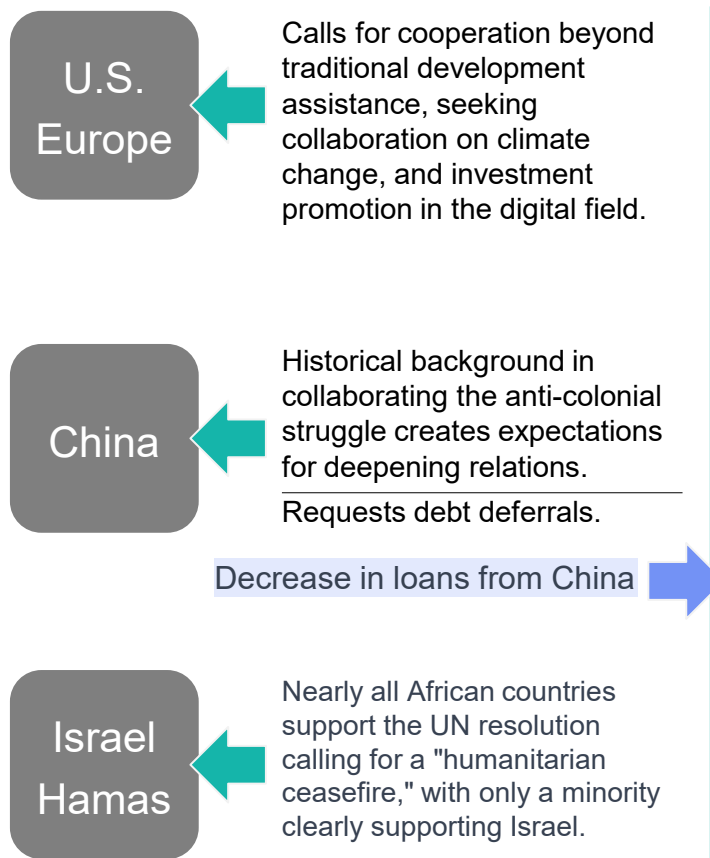 U.S.
Europe
Calls for cooperation beyond
traditional development
assistance, seeking
collaboration on climate
change, and investment
promotion in the digital field.
China
Historical background in
collaborating the anti-colonial
struggle creates expectations
for deepening relations.
Requests debt deferrals.
Decrease in loans from China
Israel
Hamas
Nearly all African countries
support the UN resolution
calling for a "humanitarian
ceasefire," with only a minority
clearly supporting Israel.